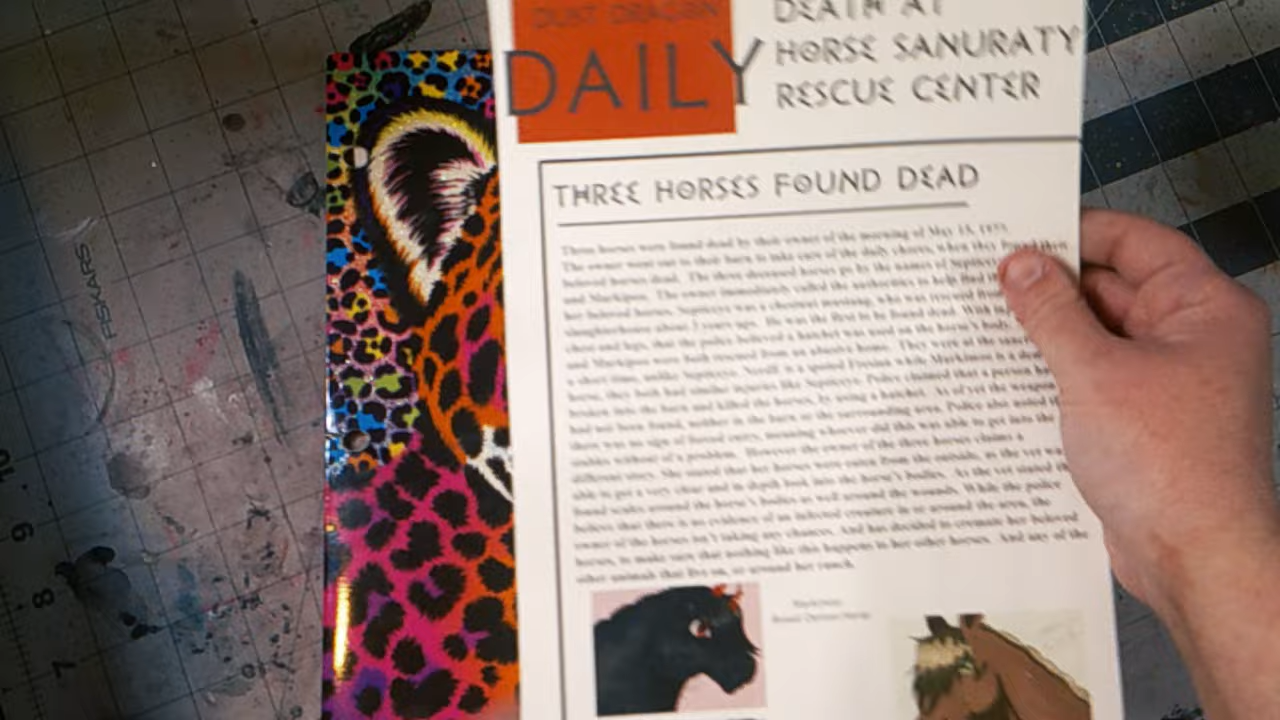 DUST DRAGON
DAILY
DEATH AT
HORSE SANURATY
RESCUE CENTER
THREE HORSES FOUND DEAD
Three horses were found dead by their owner of the morning of May 15, 1975.
The owner went out to their barn to take care of the daily chores, when they found their
beloved horses dead. The three deceased horses go by the names of
and Markipoo. The owner immediately called the authorities to help find
her beloved horses. was a chestnut mustang, who was rescued from
slaughterhouse about 3 years ago. He was the first to be found dead. With
chest and legs, that the police believed a hatchet was used on the horse's body.
and Markipoo were both rescued from an abusive home. They were at the
a short time, unlike is a spotted Fresian while Markimoo is a
horse, they both had similar injuries like Police claimed that a person
broken into the barn and killed the horses, by using a hatchet. As of yet the weapon
had not been found, neither in the barn or the surrounding area. Police also
there was no sign of forced entry, meaning whoever did this was able to get into the
stables without of a problem. However the owner of the three horses claims a
different story. She stated that her horses were eaten from the outside, as the vet was
able to get a very clear and in depth look into the horse's bodies. As the vet stated
found scales around the horse's bodies as well around the wounds. While the police
believe that there is no evidence of an infected creature in or around the area, the
owner of the horses isn't taking any chances. And has decided to cremate her beloved
horses, to make sure that nothing like this happens to her other horses. And any of the
other animals that live on, or around her ranch.
FISKARS
10
9
8
7